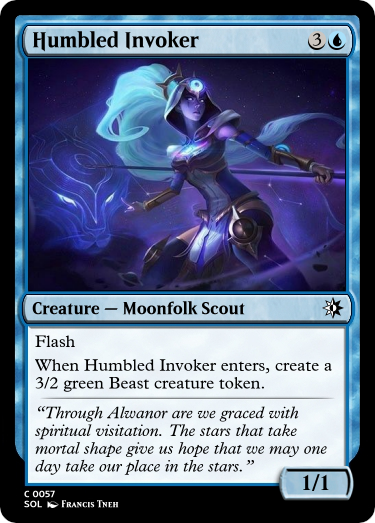 Humbled Invoker 3
Creature — Moonfolk Scout
Flash
When Humbled Invoker enters, create a
3/2 green Beast creature token.
“Through Alwanor are we graced with
spiritual visitation. The stars that take
mortal shape give us hope that we may one
day take our place in the stars.”
1/1
C 0057
SOL Francis Tneh